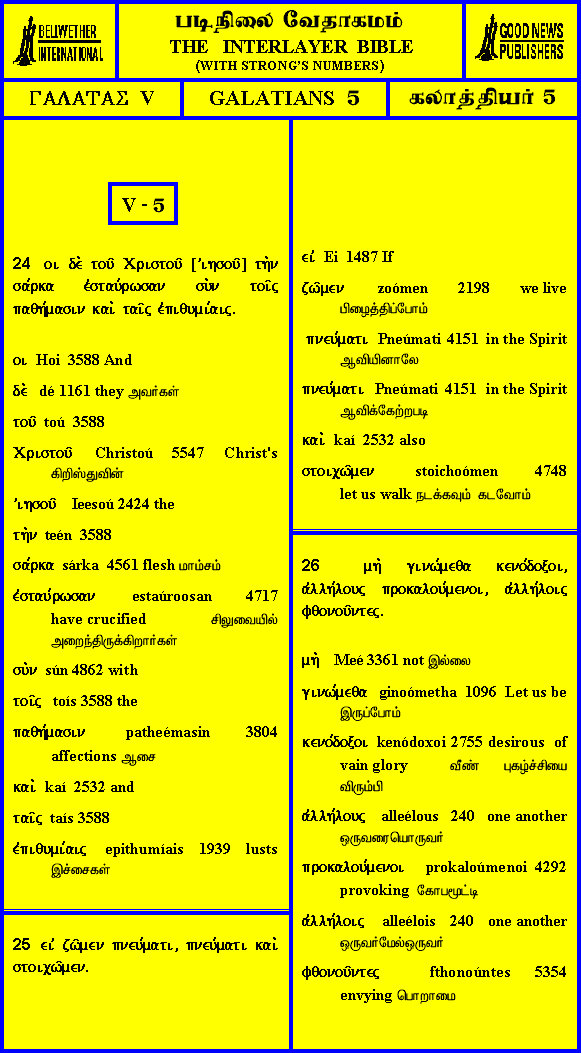 BELLWETHER
INTERNATIONAL
படிநிலை வேதாகமம்
THE INTERLAYER BIBLE
(WITH STRONG'S NUMBERS)
GOOD NEWS
PUBLISHERS
ΓΑΛΑΤΑΣ V
GALATIANS 5
கலாத்தியர் 5
V - 5
24 οι δὲ τοῦ Χριστοῦ [Ἰησοῦ] τὴν
σάρκα ἐσταύρωσαν σὺν τοῖς
παθήμασιν καὶ ταῖς ἐπιθυμίαις.
οι Hoi 3588 And
δὲ dé 1161 they அவர்கள்
τοῦ toú 3588
Χριστοῦ Christoú 5547 Christ's
கிறிஸ்துவின்
Ἰησοῦ Ieesoú 2424 the
τὴν teén 3588
σάρκα sárka 4561 flesh மாம்சம்
ἐσταύρωσαν estaúroosan 4717
have crucified சிலுவையில்
அறைந்திருக்கிறார்கள்
σὺν sún 4862 with
τοῖς toís 3588 the
παθήμασιν patheémasin 3804
affections ஆசை
καὶ kaí 2532 and
ταῖς taís 3588
ἐπιθυμίαις epithumíais 1939 lusts
இச்சைகள்
25 εἰ ζῶμεν πνεύματι, πνεύματι καὶ
στοιχῶμεν.
εἰ Ei 1487 If
ζῶμεν zoómen 2198 we live
பிழைத்திப்போம்
πνεύματι Pneúmati 4151 in the Spirit
ஆவியினாலே
πνεύματι Pneúmati 4151 in the Spirit
ஆவிக்கேற்றபடி
καὶ kaí 2532 also
στοιχῶμεν stoichoómen 4748
let us walk நடக்கவும் கடவோம்
26 μὴ γινώμεθα κενόδοξοι,
ἀλλήλους προκαλούμενοι, ἀλλήλοις
φθονοῦντες.
μὴ Meé 3361 not இல்லை
γινώμεθα ginoómetha 1096 Let us be
இருப்போம்
κενόδοξοι kenódoxoi 2755 desirous of
vain glory வீண் புகழ்ச்சியை
விரும்பி
ἀλλήλους alleélous 240 one another
ஒருவரையொருவர்
προκαλούμενοι prokaloúmenoi 4292
provoking கோபமூட்டி
ἀλλήλοις alleélois 240 one another
ஒருவர்மேல்ஒருவர்
φθονοῦντες fthonoúntes 5354
envying பொறாமை